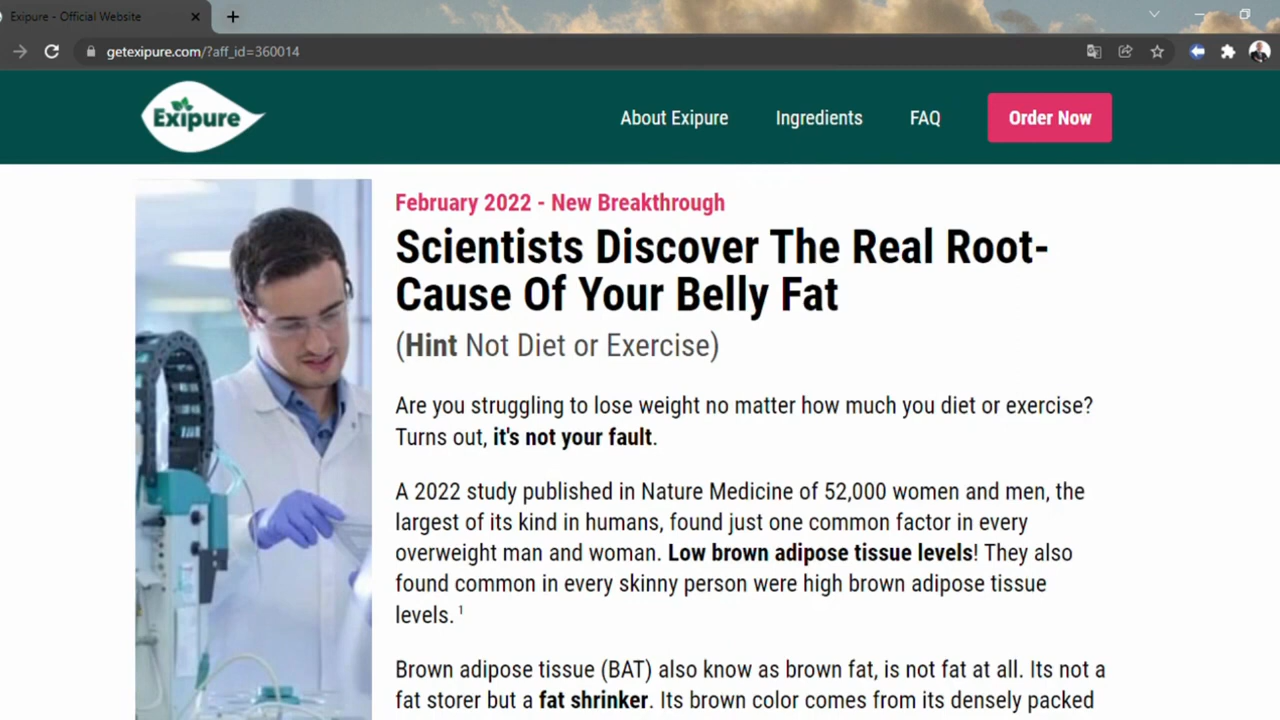 Exipure - Official Website
getexipure.com/?aff_id=360014
Exipure
About Exipure
Ingredients
FAQ
Order Now
February 2022 - New Breakthrough
Scientists Discover The Real Root-
Cause Of Your Belly Fat
(Hint Not Diet or Exercise)
Are you struggling to lose weight no matter how much you diet or exercise?
Turns out, it's not your fault.
A 2022 study published in Nature Medicine of 52,000 women and men, the
largest of its kind in humans, found just one common factor in every
overweight man and woman. Low brown adipose tissue levels! They also
found common in every skinny person were high brown adipose tissue
levels. 1
Brown adipose tissue (BAT) also know as brown fat, is not fat at all. Its not a
fat storer but a fat shrinker. Its brown color comes from its densely packed